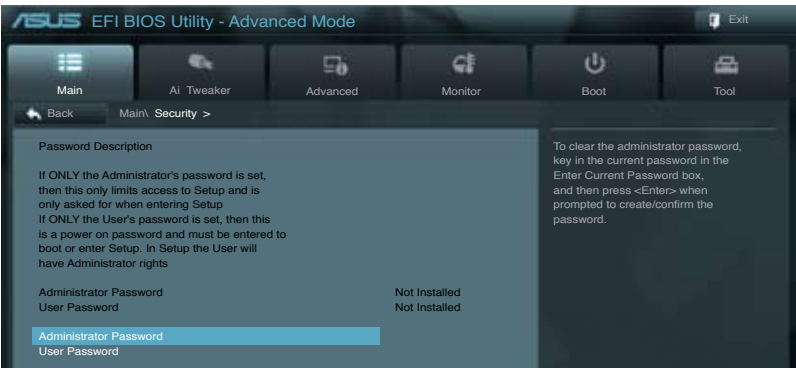 ASUS EFI BIOS Utility - Advanced Mode
Exit
Main
Ai Tweaker
Advanced
Monitor
Boot
Tool
Back
Main\ Security >
Password Description
If ONLY the Administrator's password is set,
then this only limits access to Setup and is
only asked for when entering Setup
If ONLY the User's password is set, then this
is a power on password and must be entered to
boot or enter Setup. In Setup the User will
have Administrator rights
Administrator Password Not Installed
User Password Not Installed
Administrator Password
User Password
To clear the administrator password,
key in the current password in the
Enter Current Password box,
and then press <Enter> when
prompted to create/confirm the
password.